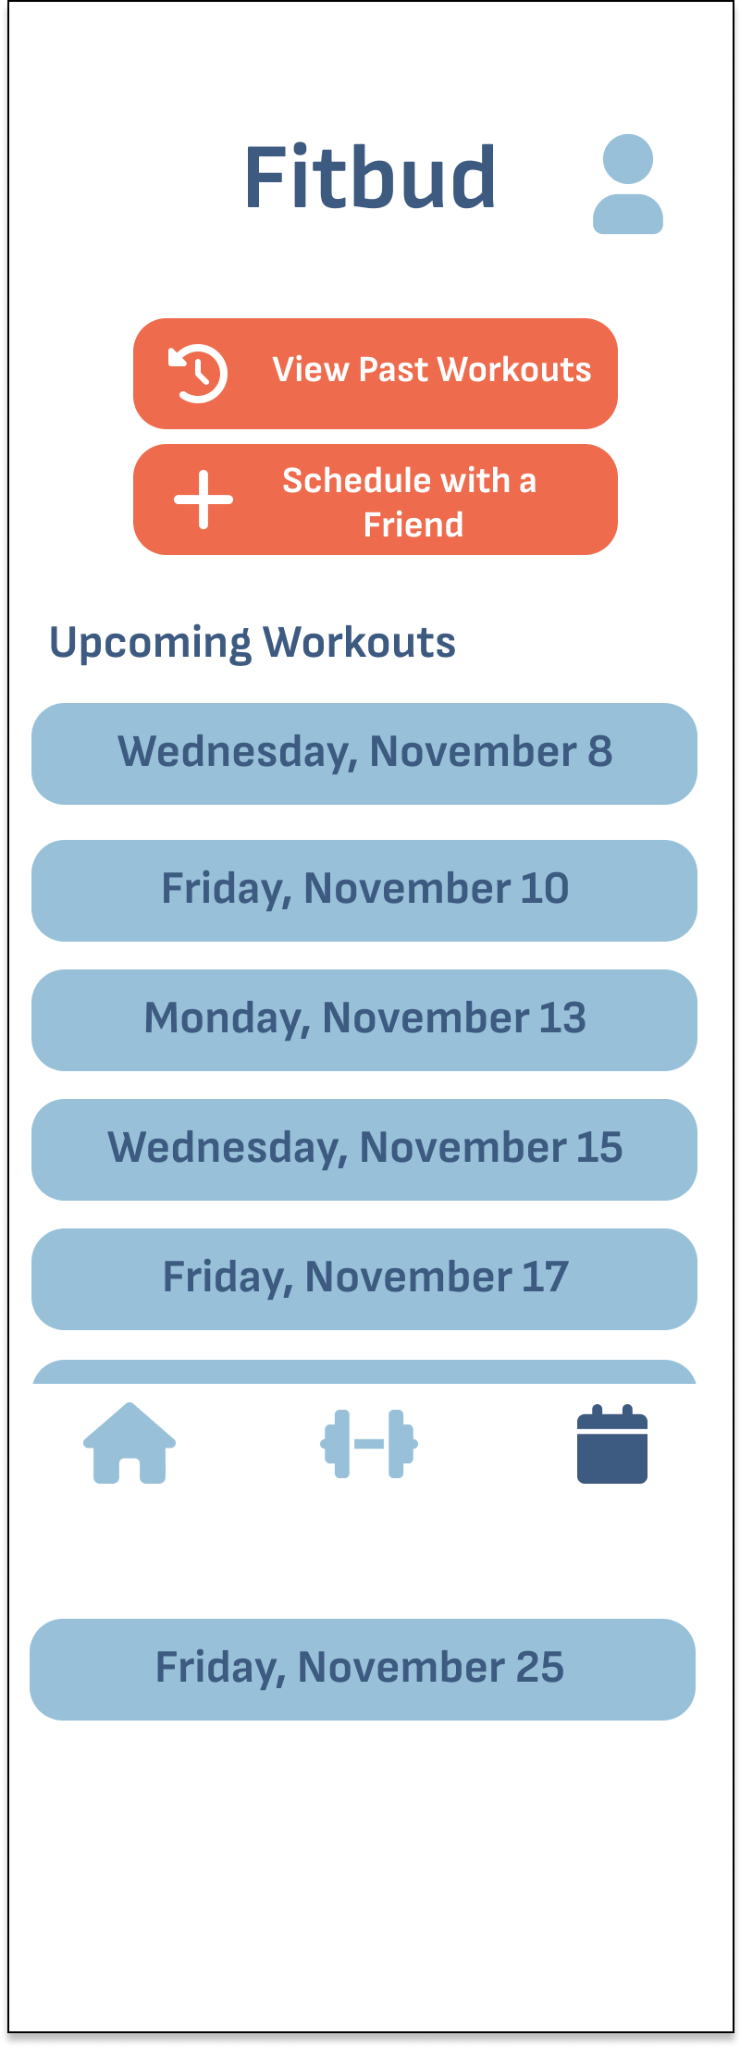 Fitbud
View Past Workouts
Schedule with a
Friend
Upcoming Workouts
Wednesday, November 8
Friday, November 10
Monday, November 13
Wednesday, November 15
Friday, November 17
Friday, November 25